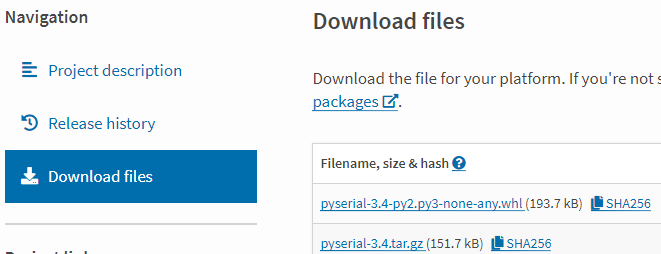 Navigation
Project description
Release history
Download files
Download files
Download the file for your platform. If you're not
packages.
Filename, size & hash
pyserial-3.4-py2.py3-none-any.whl (193.7 kB) SHA256
pyserial-3.4.tar.gz (151.7 kB) SHA256